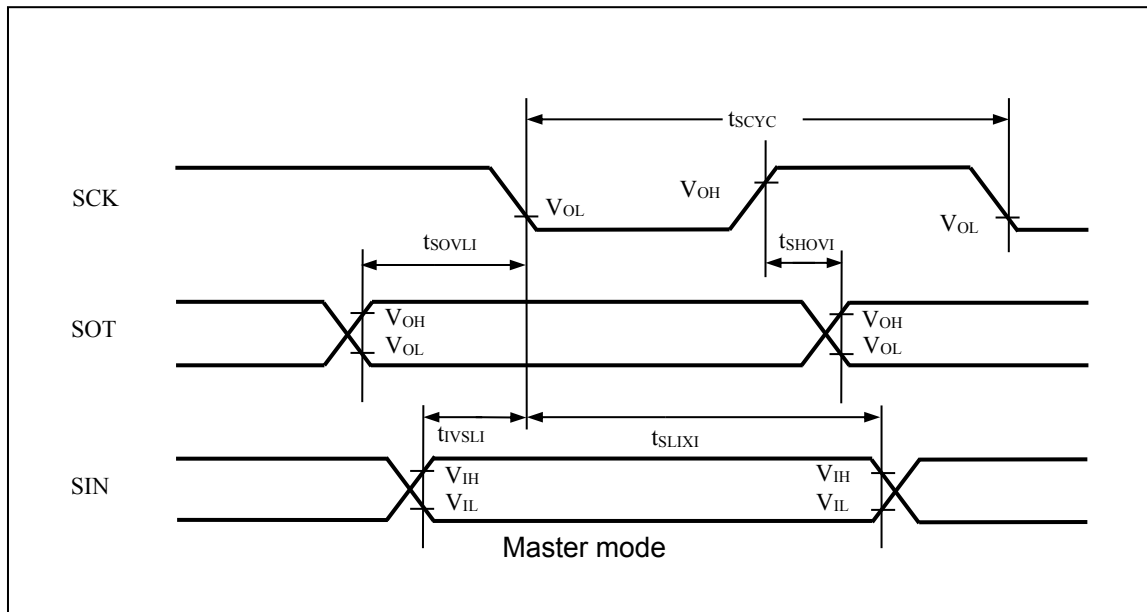 tSCYC
SCK
VOL
VOH
VOL
tSOVLI
tSHOVI
SOT
VOH
VOL
VOH
VOL
tIVSLI
tSLIXI
SIN
VIH
VIL
VIH
VIL
Master mode